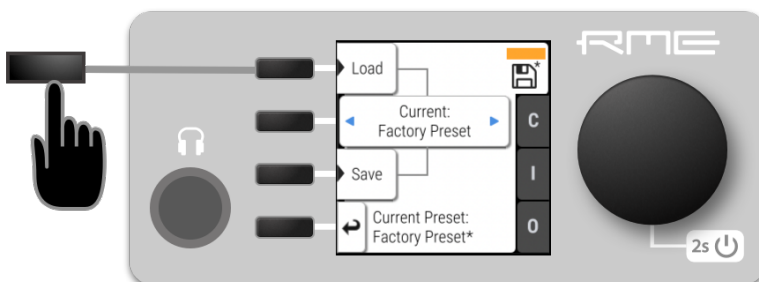 RME
Load
*
Current:
Factory Preset
C
Save
I
Current Preset:
Factory Preset*
O
2s